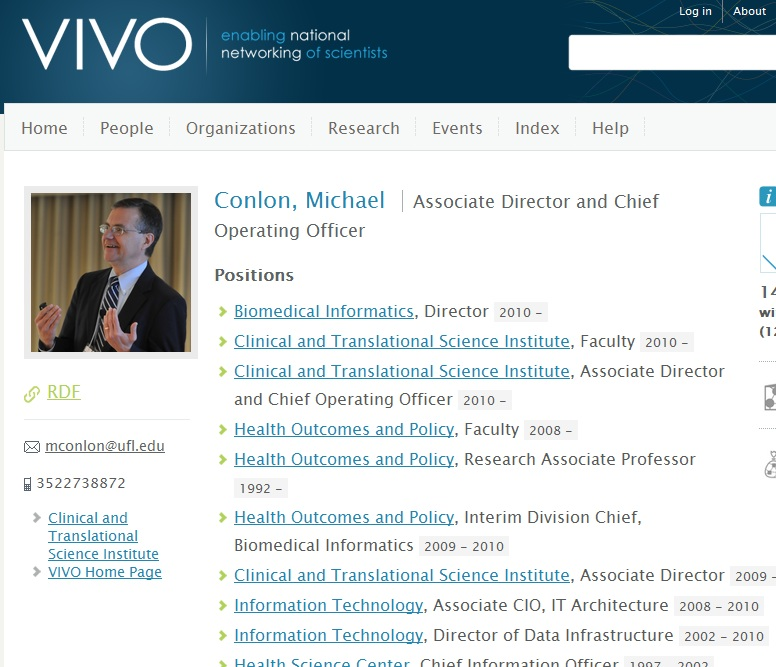 Log in
About
VIVO
enabling national
networking of scientists
Home
People
Organizations
Research
Events
Index
Help
Conlon, Michael
Associate Director and Chief
Operating Officer
Positions
Biomedical Informatics, Director 2010 –
Clinical and Translational Science Institute, Faculty 2010 –
Clinical and Translational Science Institute, Associate Director
and Chief Operating Officer 2010 –
Health Outcomes and Policy, Faculty 2008 –
Health Outcomes and Policy, Research Associate Professor
1992 –
Health Outcomes and Policy, Interim Division Chief,
Biomedical Informatics 2009 – 2010
Clinical and Translational Science Institute, Associate Director 2009 –
Information Technology, Associate CIO, IT Architecture 2008 – 2010
Information Technology, Director of Data Infrastructure 2002 – 2010
Health Science Center, Chief Information Officer 1997 – 2002
RDF
mconlon@ufl.edu
3522738872
Clinical and
Translational
Science Institute
VIVO Home Page
i
14
wi
(12